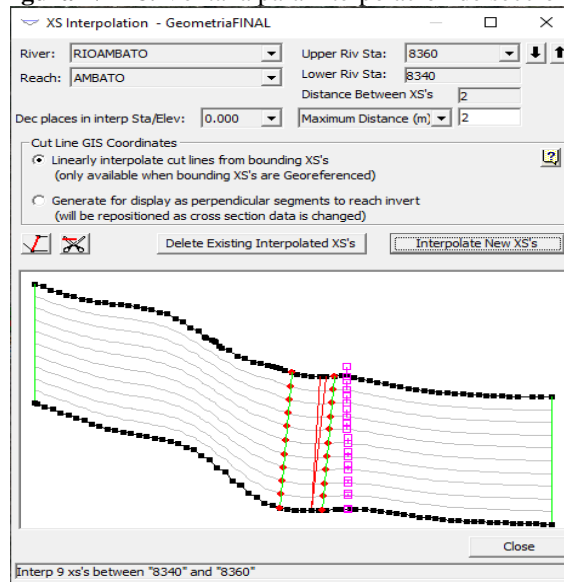 XS Interpolation - GeometriaFINAL
River: RIOAMBATO Upper Riv Sta: 8360
Reach: AMBATO Lower Riv Sta: 8340
Distance Between XS's 2
Dec places in interp Sta/Elev: 0.000 Maximum Distance (m) 2
Cut Line GIS Coordinates
Linearly interpolate cut lines from bounding XS's
(only available when bounding XS's are Georeferenced)
Generate for display as perpendicular segments to reach invert
(will be repositioned as cross section data is changed)
Delete Existing Interpolated XS's Interpolate New XS's
Close
Interp 9 xs's between "8340" and "8360"